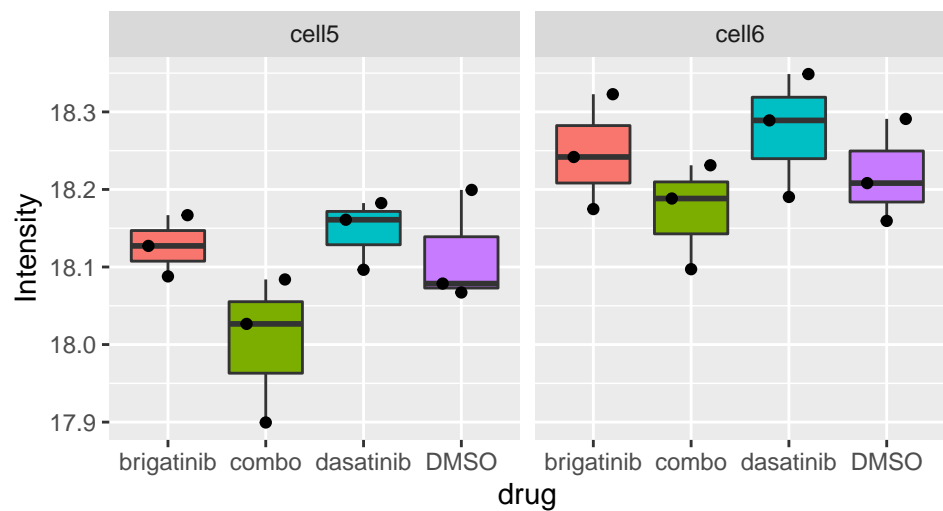 cell5 cell6
Intensity
18.3
18.2
18.1
18.0
17.9
brigatinib combo dasatinib DMSO brigatinib combo dasatinib DMSO
drug